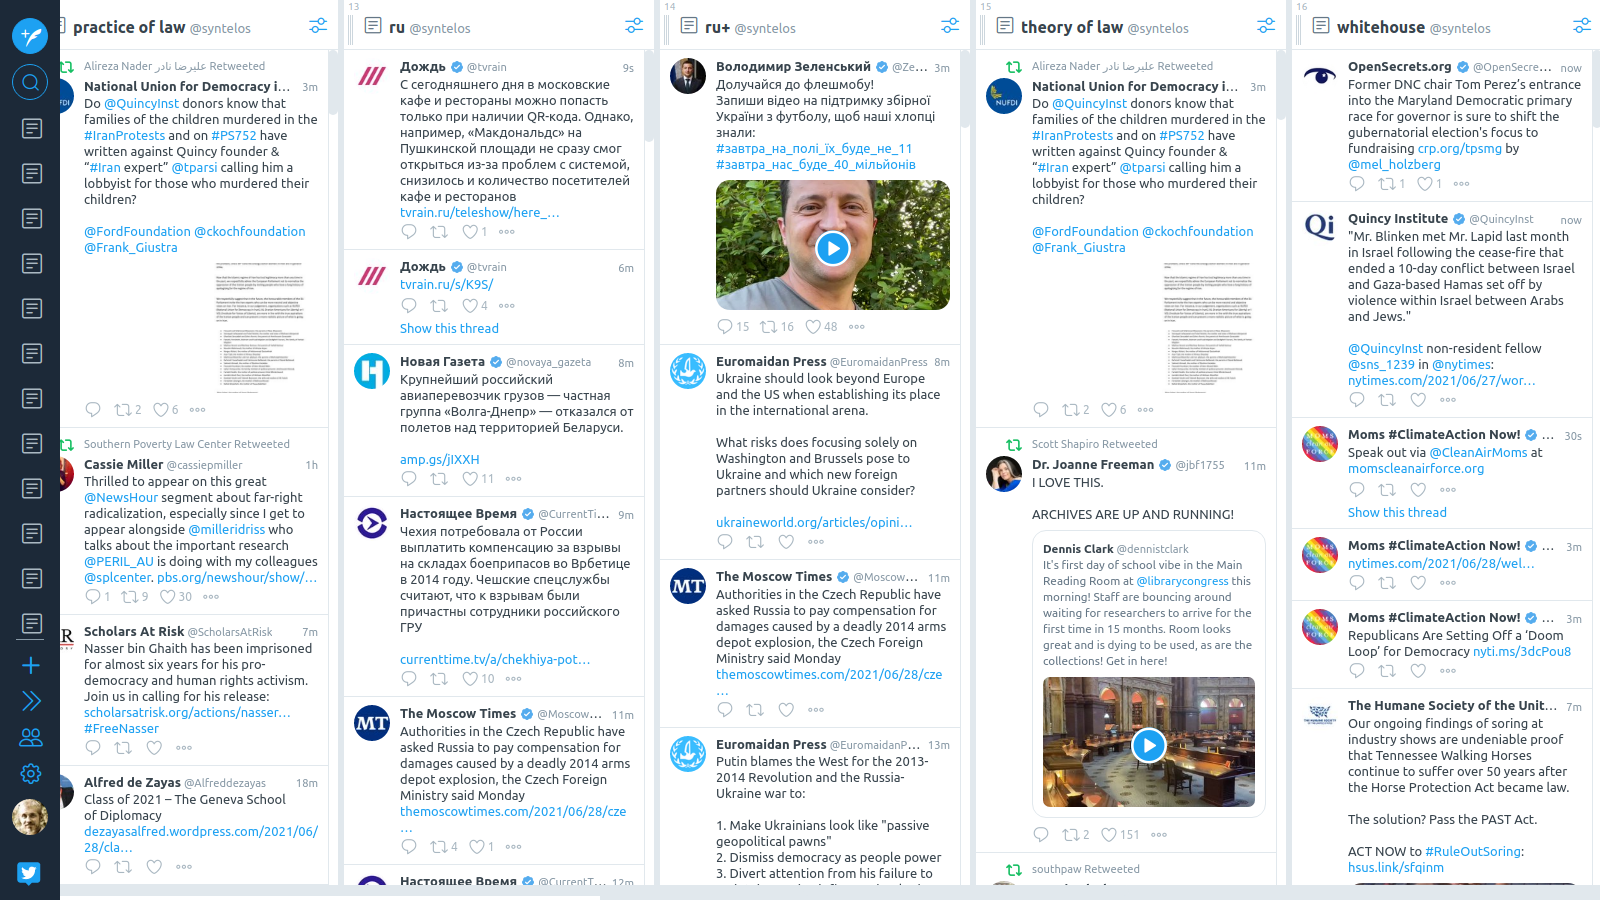 practice of law @syntelos
Alireza Nader علیرضا نادر Retweeted
National Union for Democracy i... 3m
Do @QuincyInst donors know that
families of the children murdered in the
#IranProtests and on #PS752 have
written against Quincy founder &
“#Iran expert” @tparsi calling him a
lobbyist for those who murdered their
children?
@FordFoundation @ckochfoundation
@Frank_Giustra
2 6
Southern Poverty Law Center Retweeted
Cassie Miller @cassiepmiller 1h
Thrilled to appear on this great
@NewsHour segment about far-right
radicalization, especially since I get to
appear alongside @milleridriss who
talks about the important research
@PERIL_AU is doing with my colleagues
@splcenter. pbs.org/newshour/show/...
1 9 30
Scholars At Risk @ScholarsAtRisk 7m
Nasser bin Ghaith has been imprisoned
for almost six years for his pro-
democracy and human rights activism.
Join us in calling for his release:
scholarsatrisk.org/actions/nasser...
#FreeNasser
Alfred de Zayas @Alfreddezayas 18m
Class of 2021 – The Geneva School
of Diplomacy
dezayasalfred.wordpress.com/2021/06/
28/cla...
13
ru @syntelos
Дождь @tvrain 9s
С сегодняшнего дня в московские
кафе и рестораны можно попасть
только при наличии QR-кода. Однако,
например, «Макдональдс» на
Пушкинской площади не сразу смог
открыться из-за проблем с системой,
снизилось и количество посетителей
кафе и ресторанов
tvrain.ru/teleshow/here_...
1
Дождь @tvrain 6m
tvrain.ru/s/K9S/
4
Show this thread
Новая Газета @novaya_gazeta 8m
Крупнейший российский
авиаперевозчик грузов — частная
группа «Волга-Днепр» — отказался от
полетов над территорией Беларуси.
amp.gs/jIXXH
11
Настоящее Время @CurrentTi... 9m
Чехия потребовала от России
выплатить компенсацию за взрывы
на складах боеприпасов во Врбетице
в 2014 году. Чешские спецслужбы
считают, что к взрывам были
причастны сотрудники российского
ГРУ
currenttime.tv/a/chekhiya-pot...
10
MT
The Moscow Times @Moscow... 11m
Authorities in the Czech Republic have
asked Russia to pay compensation for
damages caused by a deadly 2014 arms
depot explosion, the Czech Foreign
Ministry said Monday
themoscowtimes.com/2021/06/28/cze
...
4 1
Настоящее Время @CurrentT... 12m
14
ru+ @syntelos
Володимир Зеленський @Ze... 3m
Долучайся до флешмобу!
Запиши відео на підтримку збірної
України з футболу, щоб наші хлопці
знали:
#завтра_на_полі_їх_буде_не_11
#завтра_нас_буде_40_мільйонів
15 16 48
Euromaidan Press @EuromaidanPress 8m
Ukraine should look beyond Europe
and the US when establishing its place
in the international arena.
What risks does focusing solely on
Washington and Brussels pose to
Ukraine and which new foreign
partners should Ukraine consider?
ukraineworld.org/articles/opini...
MT
The Moscow Times @Moscow... 11m
Authorities in the Czech Republic have
asked Russia to pay compensation for
damages caused by a deadly 2014 arms
depot explosion, the Czech Foreign
Ministry said Monday
themoscowtimes.com/2021/06/28/cze
...
Euromaidan Press @EuromaidanP... 13m
Putin blames the West for the 2013-
2014 Revolution and the Russia-
Ukraine war to:
1. Make Ukrainians look like "passive
geopolitical pawns"
2. Dismiss democracy as people power
3. Divert attention from his failure to
15
theory of law @syntelos
Alireza Nader علیرضا نادر Retweeted
NUFDI
National Union for Democracy i... 3m
Do @QuincyInst donors know that
families of the children murdered in the
#IranProtests and on #PS752 have
written against Quincy founder &
“#Iran expert” @tparsi calling him a
lobbyist for those who murdered their
children?
@FordFoundation @ckochfoundation
@Frank_Giustra
2 6
Scott Shapiro Retweeted
Dr. Joanne Freeman @jbf1755 11m
I LOVE THIS.
ARCHIVES ARE UP AND RUNNING!
Dennis Clark @dennistclark
It’s first day of school vibe in the Main
Reading Room at @librarycongress this
morning! Staff are bouncing around
waiting for researchers to arrive for the
first time in 15 months. Room looks
great and is dying to be used, as are the
collections! Get in here!
2 151
southpaw Retweeted
16
whitehouse @syntelos
OpenSecrets.org @OpenSecre... now
Former DNC chair Tom Perez’s entrance
into the Maryland Democratic primary
race for governor is sure to shift the
gubernatorial election's focus to
fundraising crp.org/tpsmg by
@mel_holzberg
1 1
Qi
Quincy Institute @QuincyInst now
"Mr. Blinken met Mr. Lapid last month
in Israel following the cease-fire that
ended a 10-day conflict between Israel
and Gaza-based Hamas set off by
violence within Israel between Arabs
and Jews."
@QuincyInst non-resident fellow
@sns_1239 in @nytimes:
nytimes.com/2021/06/27/wor...
Moms #ClimateAction Now! ... 30s
Speak out via @CleanAirMoms at
momscleanairforce.org
Show this thread
Moms #ClimateAction Now! ... 3m
nytimes.com/2021/06/28/wel...
Moms #ClimateAction Now! ... 3m
Republicans Are Setting Off a ‘Doom
Loop’ for Democracy nyti.ms/3dcPou8
The Humane Society of the Unit... 7m
Our ongoing findings of soring at
industry shows are undeniable proof
that Tennessee Walking Horses
continue to suffer over 50 years after
the Horse Protection Act became law.
The solution? Pass the PAST Act.
ACT NOW to #RuleOutSoring:
hsus.link/sfqinm